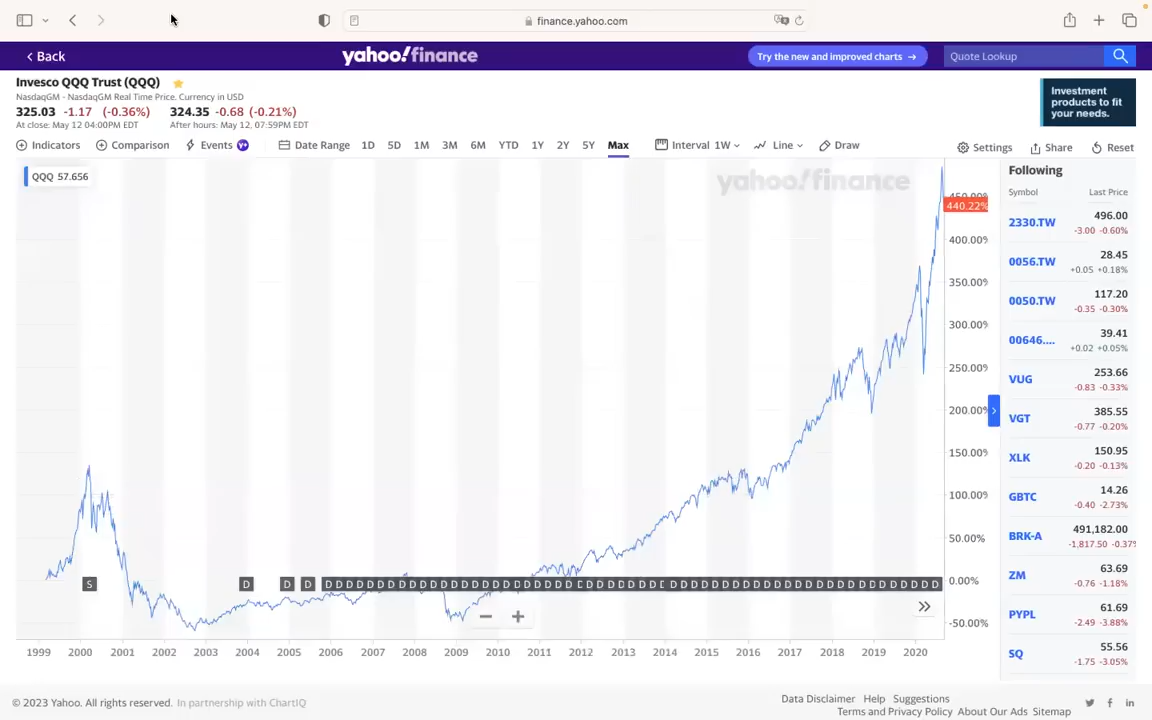 finance.yahoo.com
Back
yahoo!finance
Try the new and improved charts →
Quote Lookup
Invesco QQQ Trust (QQQ)
NasdaqGM - NasdaqGM Real Time Price. Currency in USD
325.03 -1.17 (-0.36%) 324.35 -0.68 (-0.21%)
At close: May 12 04:00PM EDT After hours: May 12, 07:59PM EDT
Investment
products to fit
your needs.
Indicators Comparison Events Y+ Date Range 1D 5D 1M 3M 6M YTD 1Y 2Y 5Y Max Interval 1W Line Draw Settings Share Reset
QQQ 57.656
yahoo!finance
450.00%
440.22%
400.00%
350.00%
300.00%
250.00%
200.00%
150.00%
100.00%
50.00%
0.00%
-50.00%
S D D D D D D D D D D D D D D D D D D D D D D D D D D D D D D D D D D D D D D D D D D D D D D D D D D D D D D D D D D D D D D D D
1999 2000 2001 2002 2003 2004 2005 2006 2007 2008 2009 2010 2011 2012 2013 2014 2015 2016 2017 2018 2019 2020
Following
Symbol Last Price
2330.TW 496.00
-3.00 -0.60%
0056.TW 28.45
+0.05 +0.18%
0050.TW 117.20
-0.35 -0.30%
00646.... 39.41
+0.02 +0.05%
VUG 253.66
-0.83 -0.33%
VGT 385.55
-0.77 -0.20%
XLK 150.95
-0.20 -0.13%
GBTC 14.26
-0.40 -2.73%
BRK-A 491,182.00
-1,817.50 -0.37%
ZM 63.69
-0.76 -1.18%
PYPL 61.69
-2.49 -3.88%
SQ 55.56
-1.75 -3.05%
© 2023 Yahoo. All rights reserved. In partnership with ChartIQ
Data Disclaimer Help Suggestions
Terms and Privacy Policy About Our Ads Sitemap